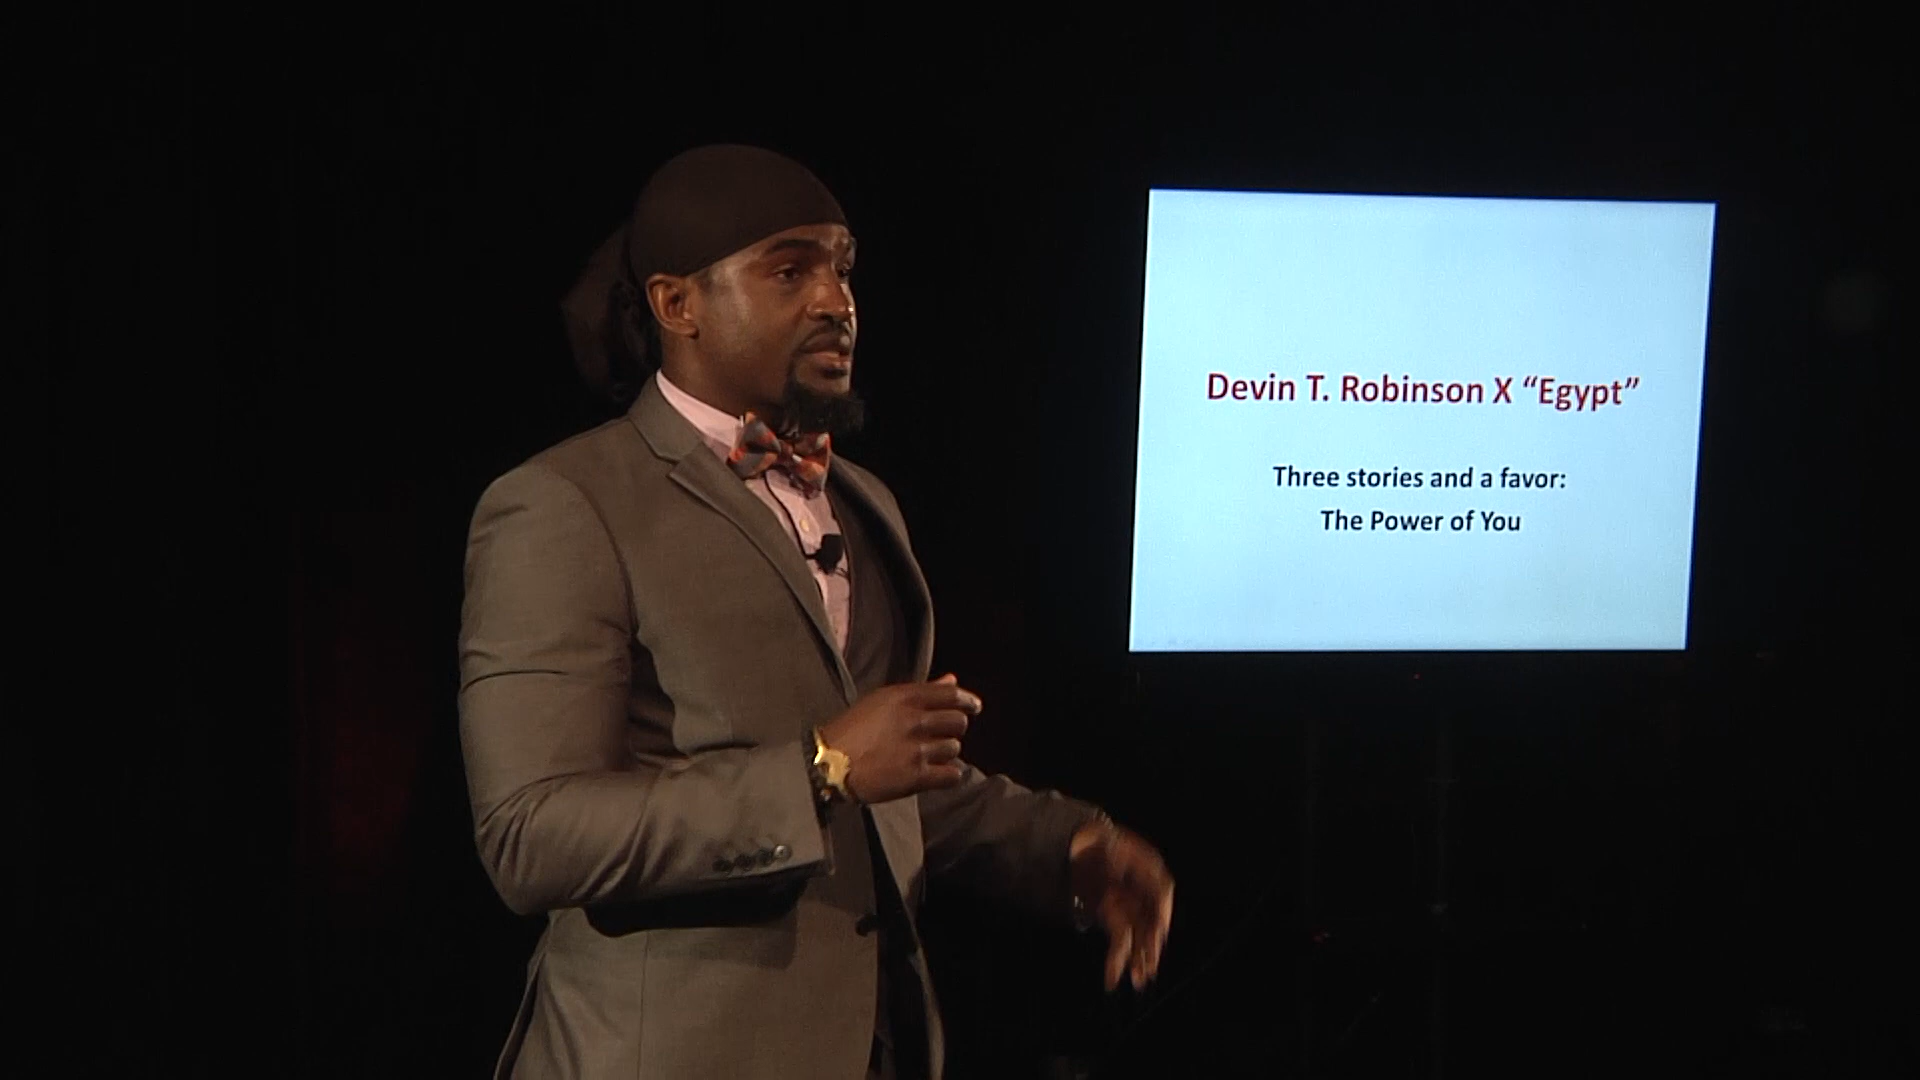 Devin T. Robinson X “Egypt”
Three stories and a favor:
The Power of You